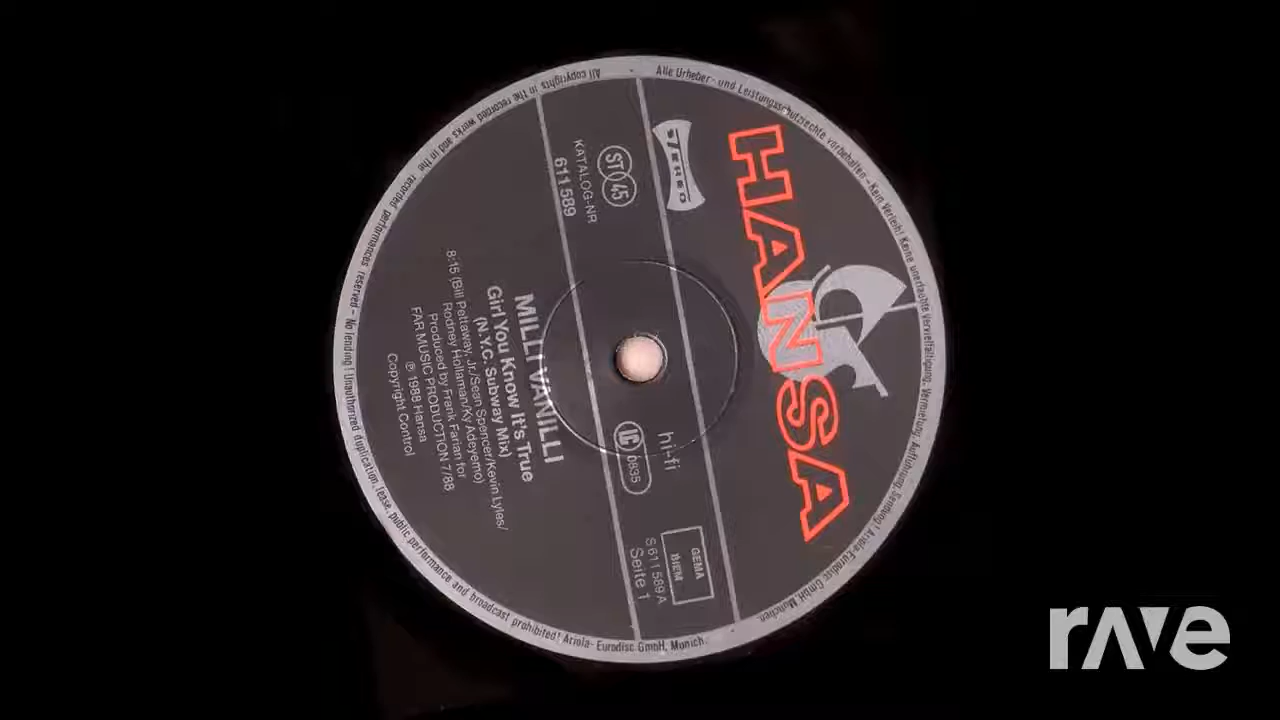 HANSA
Alle Urheber- und Leistungsschutzrechte vorbehalten - Kein Verleih! Keine unerlaubte Vervielfältigung, Vermietung, Aufführung, Sendung! Ariola-Eurodisc GmbH, München.
STEREO
ST 45
KATALOG-NR
611 589
hi-fi
LC 0835
GEMA
BIEM
S 611 589 A
Seite 1
MILLI VANILLI
Girl You Know It's True
(N.Y.C. Subway Mix)
8:15 (Bill Pettaway, Jr./Sean Spencer/Kevin Lyles/
Rodney Hollaman/Ky Adeyemo)
Produced by Frank Farian for
FAR MUSIC PRODUCTION 7/88
℗ 1988 Hansa
Copyright Control
All copyrights in the recorded works and in the recorded performances reserved - No lending! Unauthorized duplication, lease, public performance and broadcast prohibited! Ariola-Eurodisc GmbH, Munich.
rave